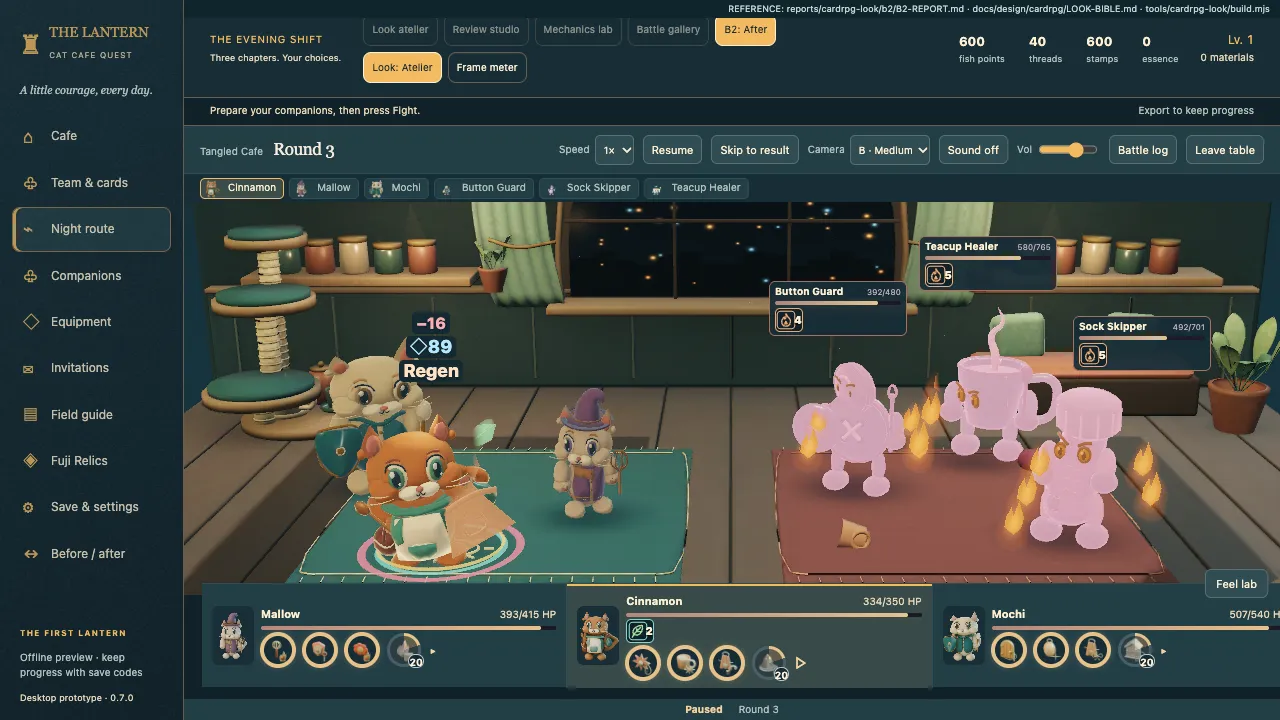 REFERENCE: reports/cardrpg-look/b2/B2-REPORT.md · docs/design/cardrpg/LOOK-BIBLE.md · tools/cardrpg-look/build.mjs
THE LANTERN
CAT CAFE QUEST
A little courage, every day.
Cafe
Team & cards
Night route
Companions
Equipment
Invitations
Field guide
Fuji Relics
Save & settings
Before / after
THE FIRST LANTERN
Offline preview · keep
progress with save codes
Desktop prototype · 0.7.0
THE EVENING SHIFT
Three chapters. Your choices.
Look atelier
Review studio
Mechanics lab
Battle gallery
B2: After
Look: Atelier
Frame meter
600
fish points
40
threads
600
stamps
0
essence
Lv. 1
0 materials
Prepare your companions, then press Fight.
Export to keep progress
Tangled Cafe
Round 3
Speed
1×
Resume
Skip to result
Camera
B · Medium
Sound off
Vol
Battle log
Leave table
Cinnamon
Mallow
Mochi
Button Guard
Sock Skipper
Teacup Healer
Teacup Healer 580/765
5
Button Guard 392/480
4
Sock Skipper 492/701
5
−16
89
Regen
Feel lab
Mallow 393/415 HP
20
Cinnamon 334/350 HP
2
20
Mochi 507/540 H
20
Paused
Round 3